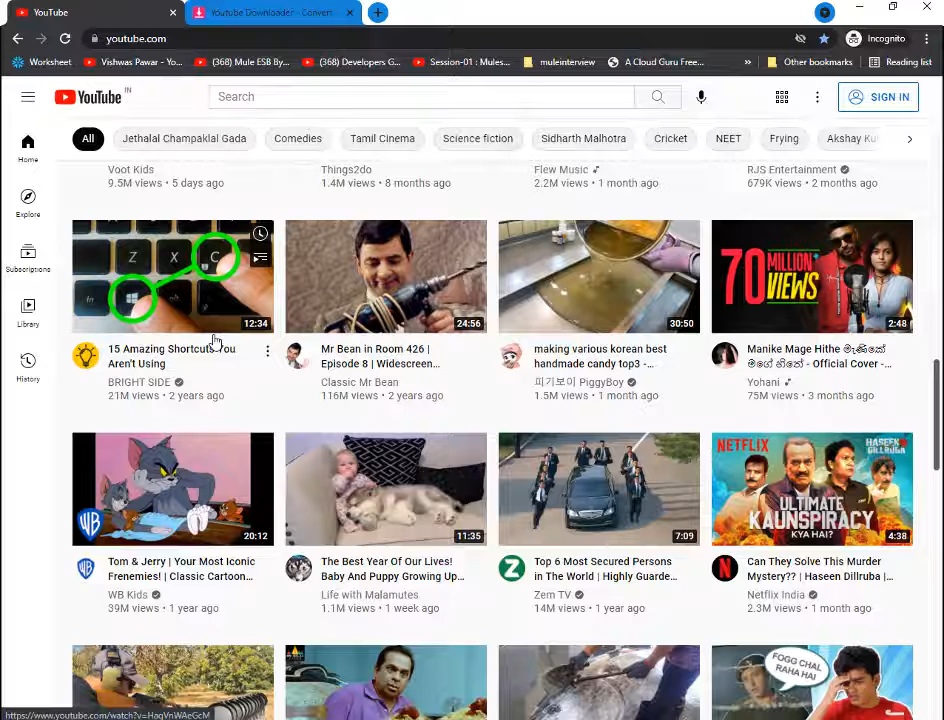 YouTube
Youtube Downloader - Convert
youtube.com
Incognito
Worksheet
Vishwas Pawar - Yo...
(368) Mule ESB By...
(368) Developers G...
Session-01 : Mules...
muleinterview
A Cloud Guru Free...
»
Other bookmarks
Reading list
YouTube IN
Search
SIGN IN
All
Jethalal Champaklal Gada
Comedies
Tamil Cinema
Science fiction
Sidharth Malhotra
Cricket
NEET
Frying
Akshay Ku
Home
Explore
Subscriptions
Library
History
Voot Kids
9.5M views • 5 days ago
Things2do
1.4M views • 8 months ago
Flew Music
2.2M views • 1 month ago
RJS Entertainment
679K views • 2 months ago
Z X C
fn
12:34
15 Amazing Shortcuts You
Aren't Using
BRIGHT SIDE
21M views • 2 years ago
24:56
Mr Bean in Room 426 |
Episode 8 | Widescreen...
Classic Mr Bean
116M views • 2 years ago
30:50
making various korean best
handmade candy top3 -...
피기보이 PiggyBoy
1.5M views • 1 month ago
70 MILLION+
VIEWS
2:48
Manike Mage Hithe මැණිකේ
මගේ හිතේ - Official Cover -...
Yohani
75M views • 3 months ago
WB
20:12
Tom & Jerry | Your Most Iconic
Frenemies! | Classic Cartoon...
WB Kids
39M views • 1 year ago
11:35
The Best Year Of Our Lives!
Baby And Puppy Growing Up...
Life with Malamutes
1.1M views • 1 week ago
7:09
Top 6 Most Secured Persons
in The World | Highly Guarde...
Zem TV
14M views • 1 year ago
NETFLIX
HASEEN
DILLRUBA
ULTIMATE
KAUNSPIRACY
KYA HAI?
4:38
Can They Solve This Murder
Mystery?? | Haseen Dillruba |...
Netflix India
2.3M views • 1 month ago
FOGG CHAL
RAHA HAI
https://www.youtube.com/watch?v=HaqVnWAeGcM